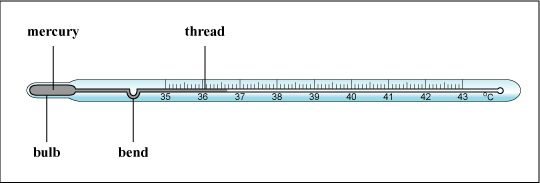 mercury thread
35 36 37 38 39 40 41 42 43 °C
bulb bend